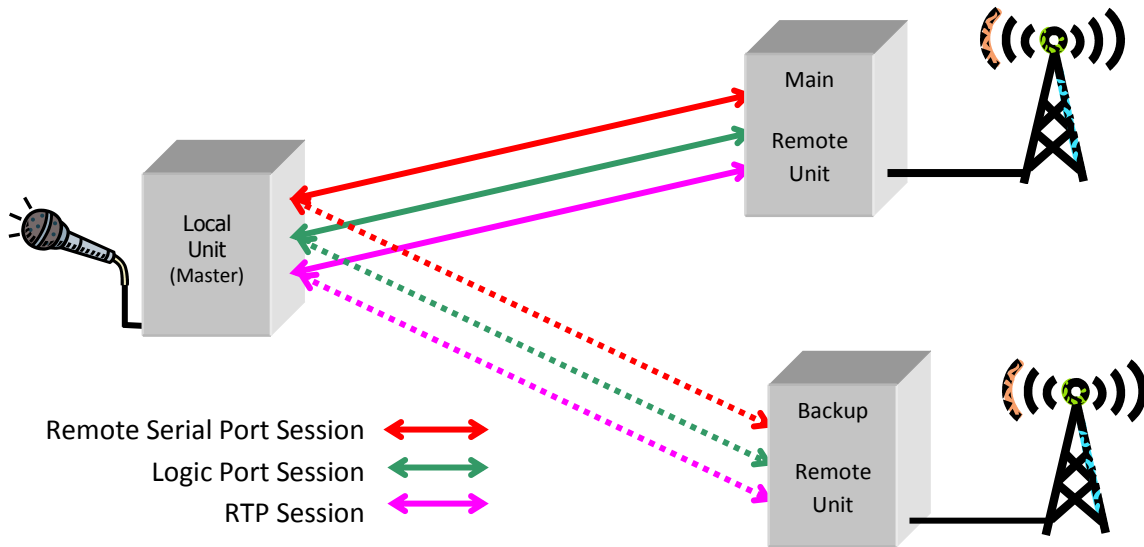 Main
Remote
Unit
Local
Unit
(Master)
Backup
Remote
Unit
Remote Serial Port Session
Logic Port Session
RTP Session